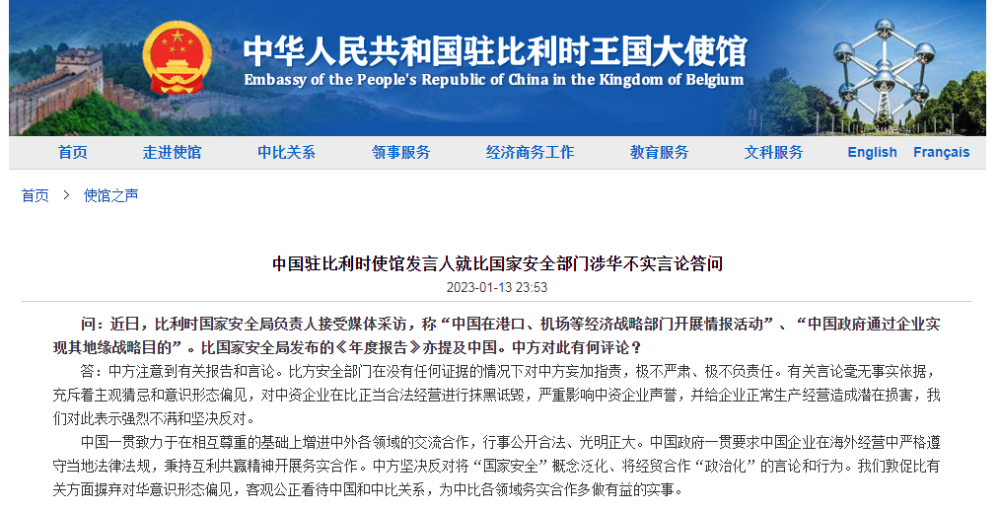 中华人民共和国驻比利时王国大使馆
Embassy of the People's Republic of China in the Kingdom of Belgium
首页 走进使馆 中比关系 领事服务 经济商务工作 教育服务 文科服务 English Français
首页 > 使馆之声
中国驻比利时使馆发言人就比国家安全部门涉华不实言论答问
2023-01-13 23:53
问：近日，比利时国家安全局负责人接受媒体采访，称“中国在港口、机场等经济战略部门开展情报活动”、“中国政府通过企业实
现其地缘战略目的”。比国家安全局发布的《年度报告》亦提及中国。中方对此有何评论？
答：中方注意到有关报告和言论。比方安全部门在没有任何证据的情况下对中方妄加指责，极不严肃、极不负责任。有关言论毫无事实依据，
充斥着主观猜忌和意识形态偏见，对中资企业在比正当合法经营进行抹黑诋毁，严重影响中资企业声誉，并给企业正常生产经营造成潜在损害，我
们对此表示强烈不满和坚决反对。
中国一贯致力于在相互尊重的基础上增进中外各领域的交流合作，行事公开合法、光明正大。中国政府一贯要求中国企业在海外经营中严格遵
守当地法律法规，秉持互利共赢精神开展务实合作。中方坚决反对将“国家安全”概念泛化、将经贸合作“政治化”的言论和行为。我们敦促比有
关方面摒弃对华意识形态偏见，客观公正看待中国和中比关系，为中比各领域务实合作多做有益的实事。